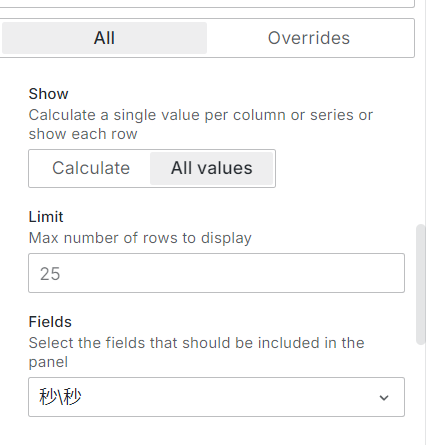 All Overrides
Show
Calculate a single value per column or series or
show each row
Calculate All values
Limit
Max number of rows to display
25
Fields
Select the fields that should be included in the
panel
秒\秒